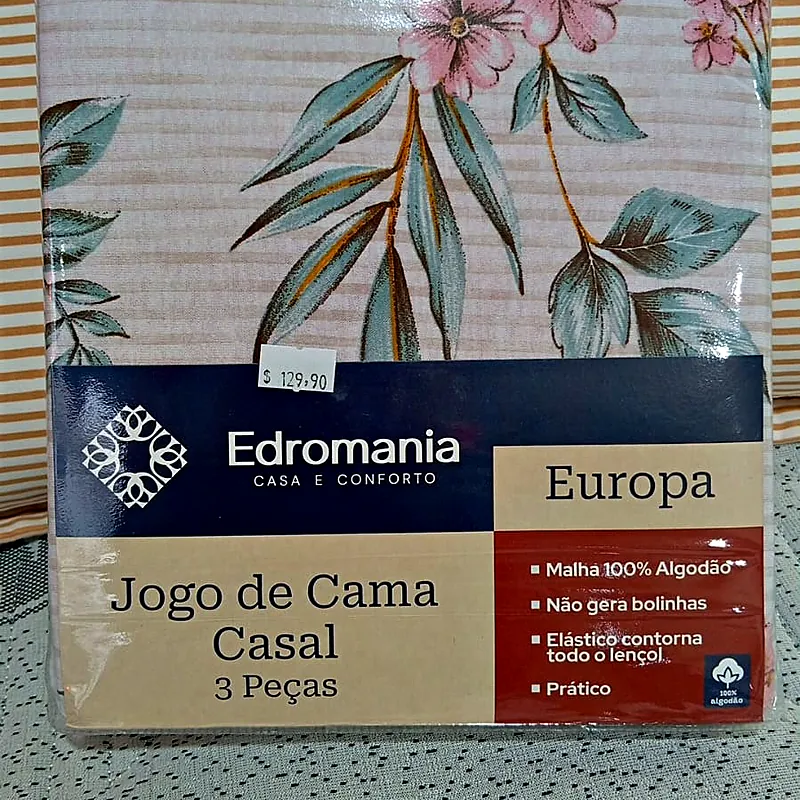 $ 129,90
Edromania
CASA E CONFORTO
Europa
Jogo de Cama
Casal
3 Peças
Malha 100% Algodão
Não gera bolinhas
Elástico contorna
todo o lençol
Prático
100%
algodão